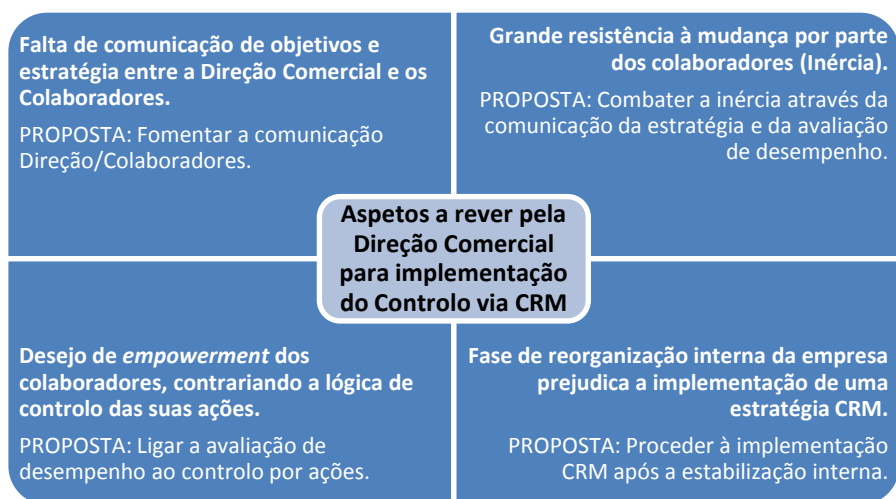 Falta de comunicação de objetivos e
estratégia entre a Direção Comercial e os
Colaboradores.
PROPOSTA: Fomentar a comunicação
Direção/Colaboradores.
Grande resistência à mudança por parte
dos colaboradores (Inércia).
PROPOSTA: Combater a inércia através da
comunicação da estratégia e da avaliação
de desempenho.
Aspetos a rever pela
Direção Comercial
para implementação
do Controlo via CRM
Desejo de empowerment dos
colaboradores, contrariando a lógica de
controlo das suas ações.
PROPOSTA: Ligar a avaliação de
desempenho ao controlo por ações.
Fase de reorganização interna da empresa
prejudica a implementação de uma
estratégia CRM.
PROPOSTA: Proceder à implementação
CRM após a estabilização interna.